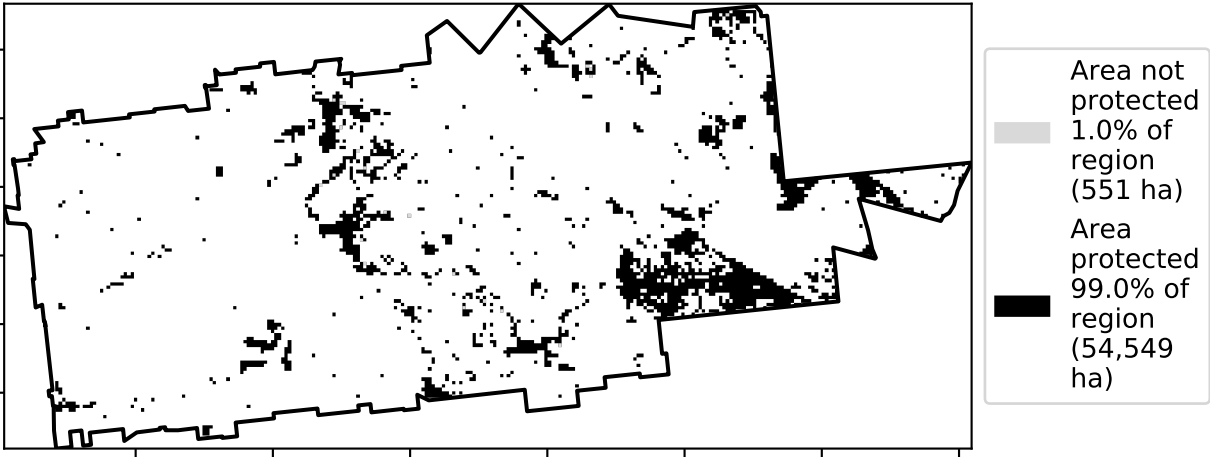 Area not
protected
1.0% of
region
(551 ha)
Area
protected
99.0% of
region
(54,549
ha)